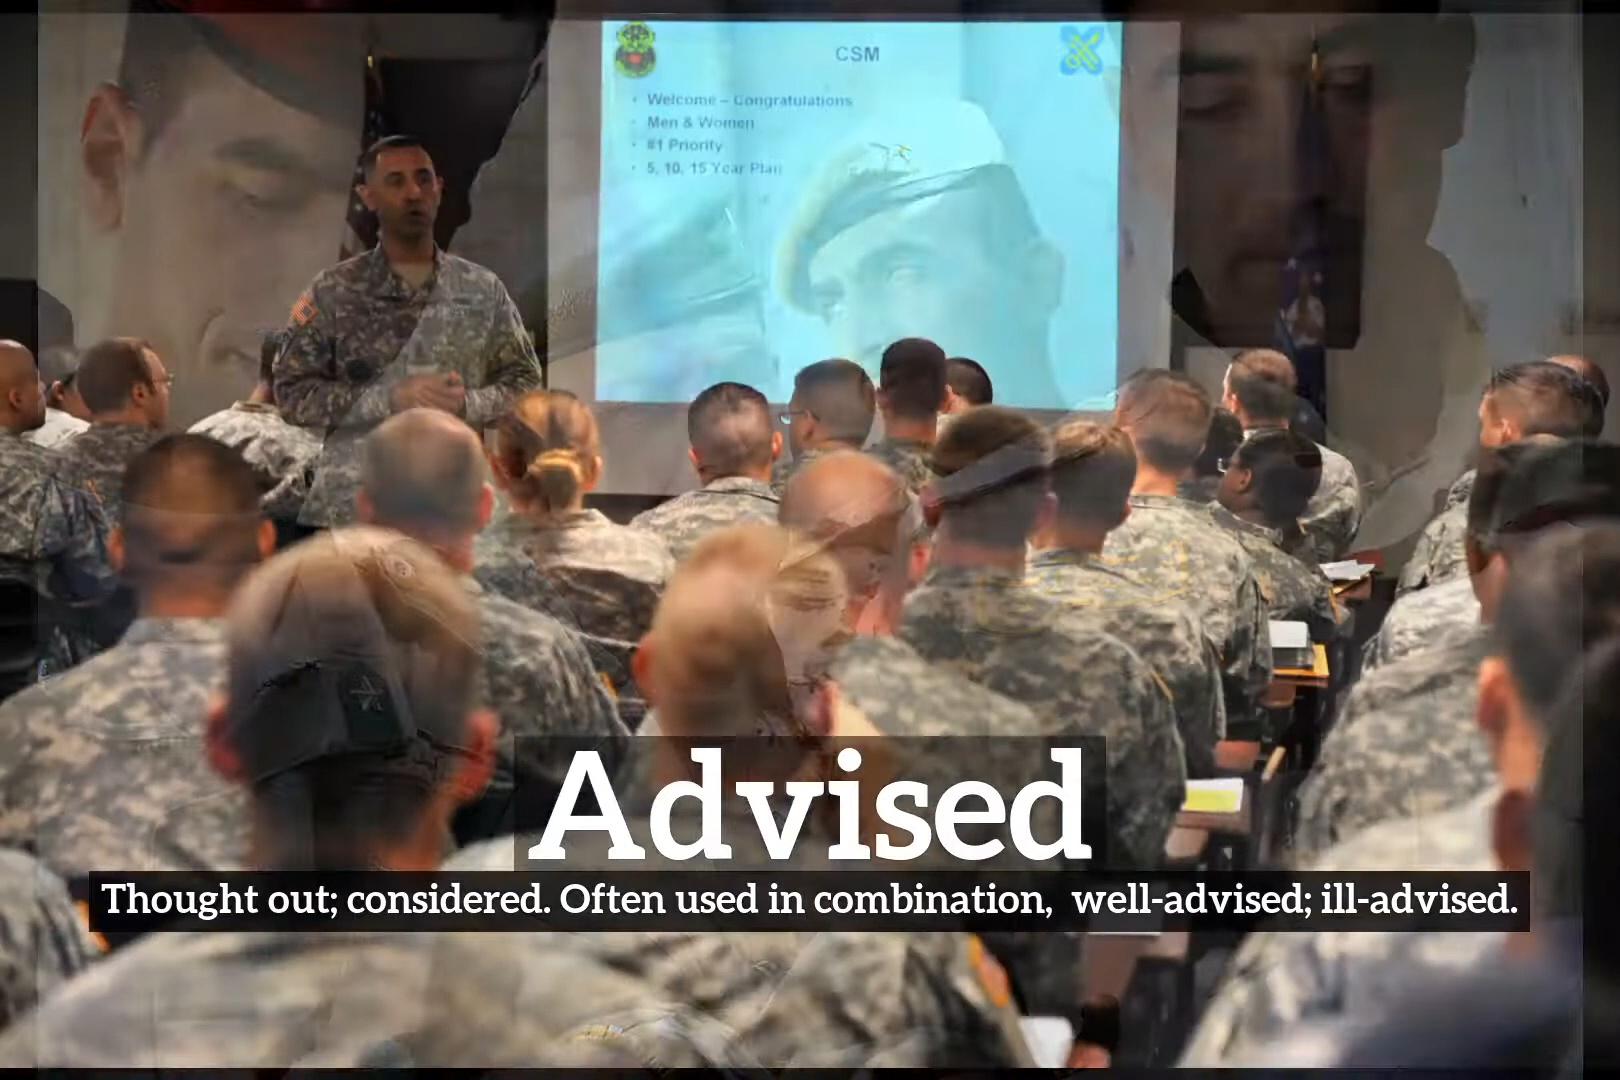 CSM
• Welcome – Congratulations
• Men & Women
• #1 Priority
• 5, 10, 15 Year Plan
Advised
Thought out; considered. Often used in combination, well-advised; ill-advised.